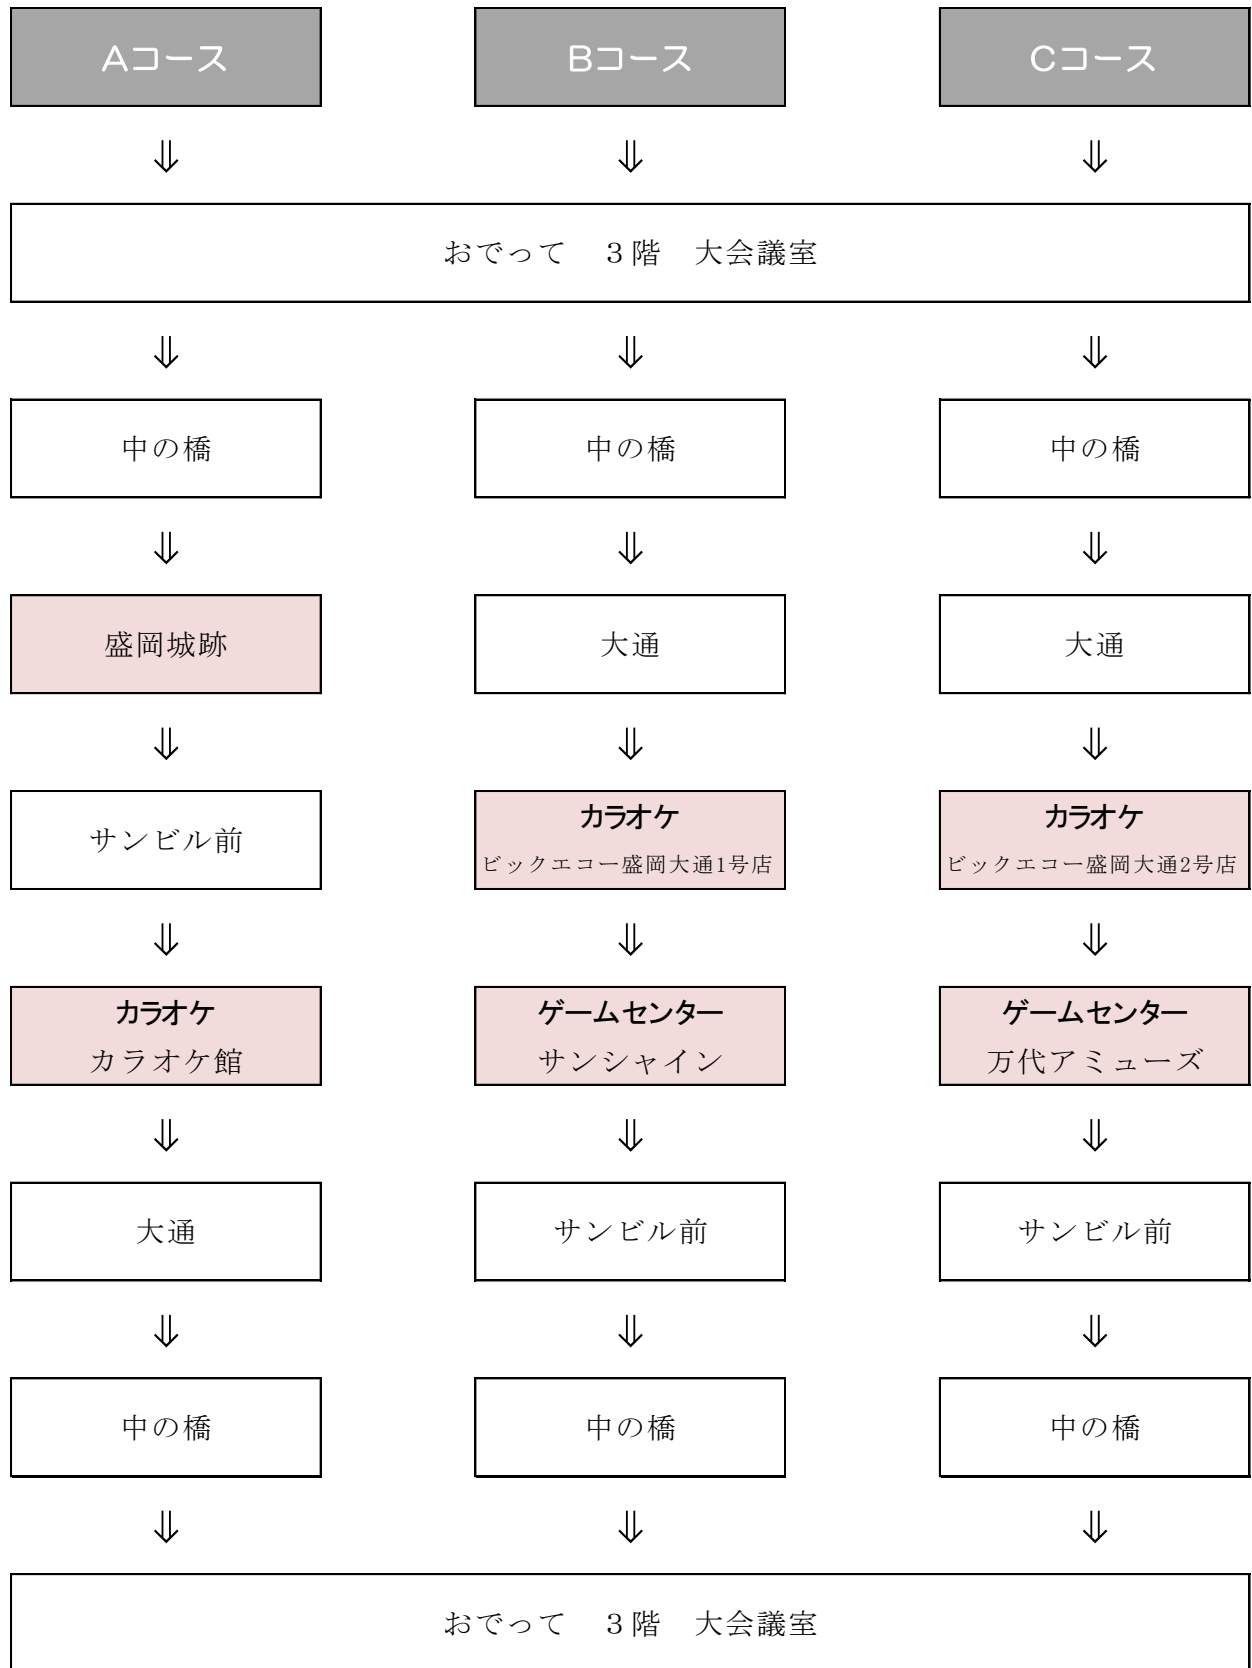 Aコース Bコース Cコース
⇓ ⇓ ⇓
おでって　３階　大会議室
⇓ ⇓ ⇓
中の橋 中の橋 中の橋
⇓ ⇓ ⇓
盛岡城跡 大通 大通
⇓ ⇓ ⇓
サンビル前 カラオケ カラオケ
ビックエコー盛岡大通1号店 ビックエコー盛岡大通2号店
⇓ ⇓ ⇓
カラオケ ゲームセンター ゲームセンター
カラオケ館 サンシャイン 万代アミューズ
⇓ ⇓ ⇓
大通 サンビル前 サンビル前
⇓ ⇓ ⇓
中の橋 中の橋 中の橋
⇓ ⇓ ⇓
おでって　３階　大会議室